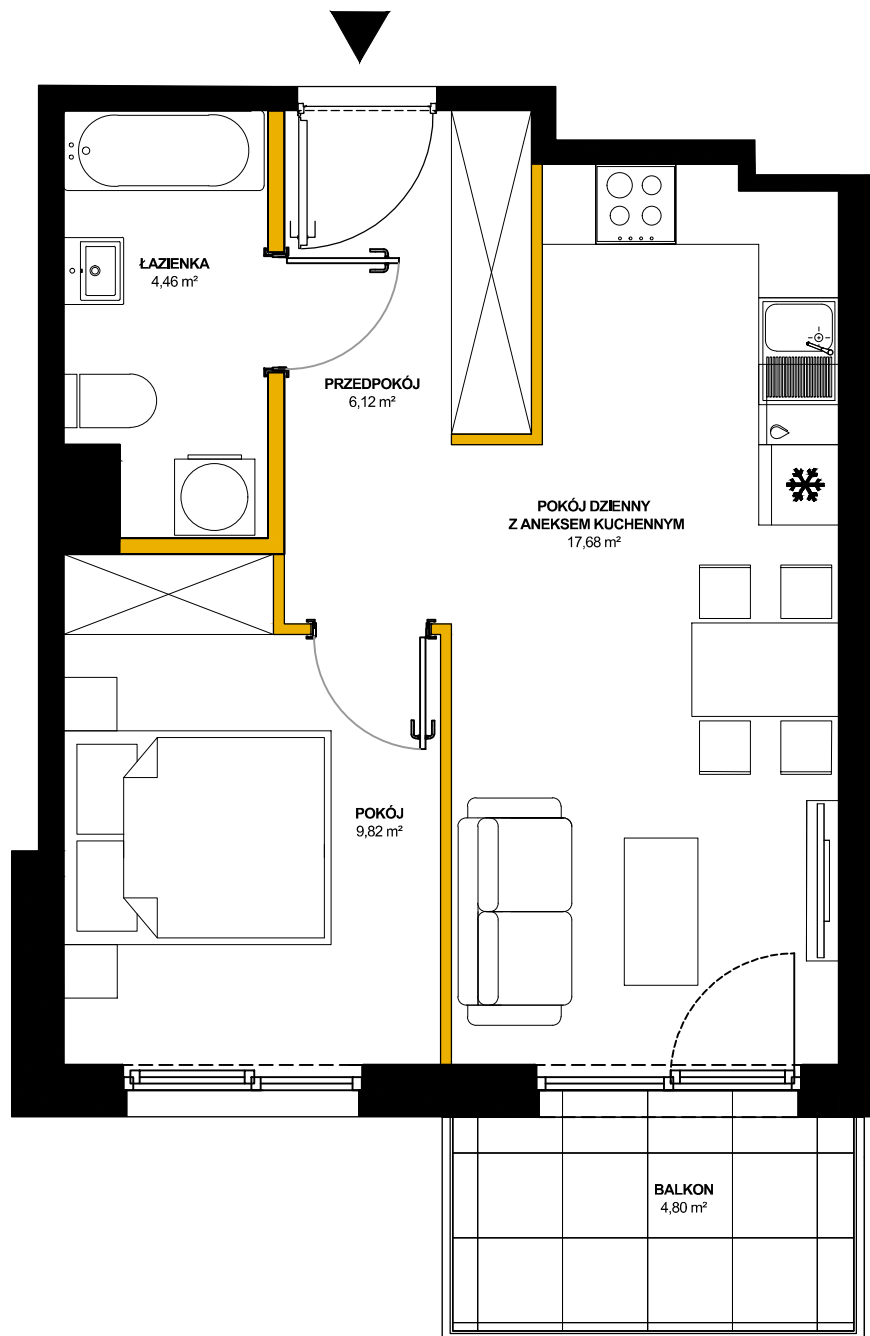 ŁAZIENKA
4,46 m²
PRZEDPOKÓJ
6,12 m²
POKÓJ DZIENNY
Z ANEKSEM KUCHENNYM
17,68 m²
POKÓJ
9,82 m²
BALKON
4,80 m²